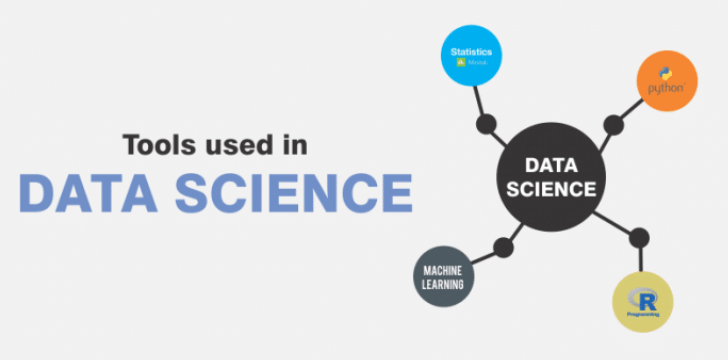 Tools used in
DATA SCIENCE
Statistics
python
DATA
SCIENCE
MACHINE
LEARNING
R
Programming